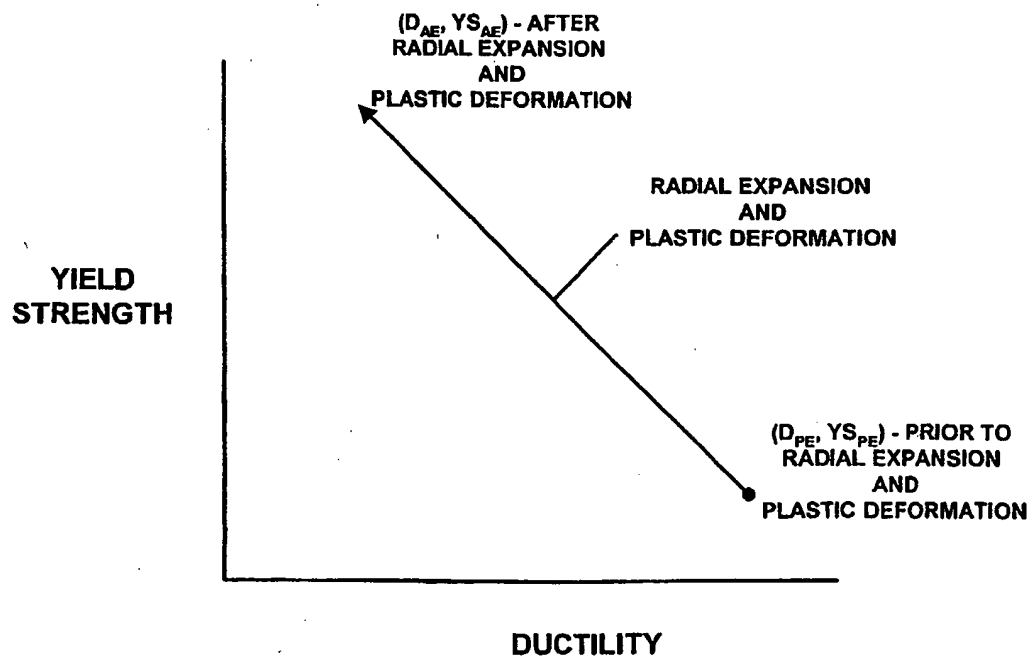 (D_AE, YS_AE) - AFTER
RADIAL EXPANSION
AND
PLASTIC DEFORMATION
RADIAL EXPANSION
AND
PLASTIC DEFORMATION
YIELD
STRENGTH
(D_PE, YS_PE) - PRIOR TO
RADIAL EXPANSION
AND
PLASTIC DEFORMATION
DUCTILITY